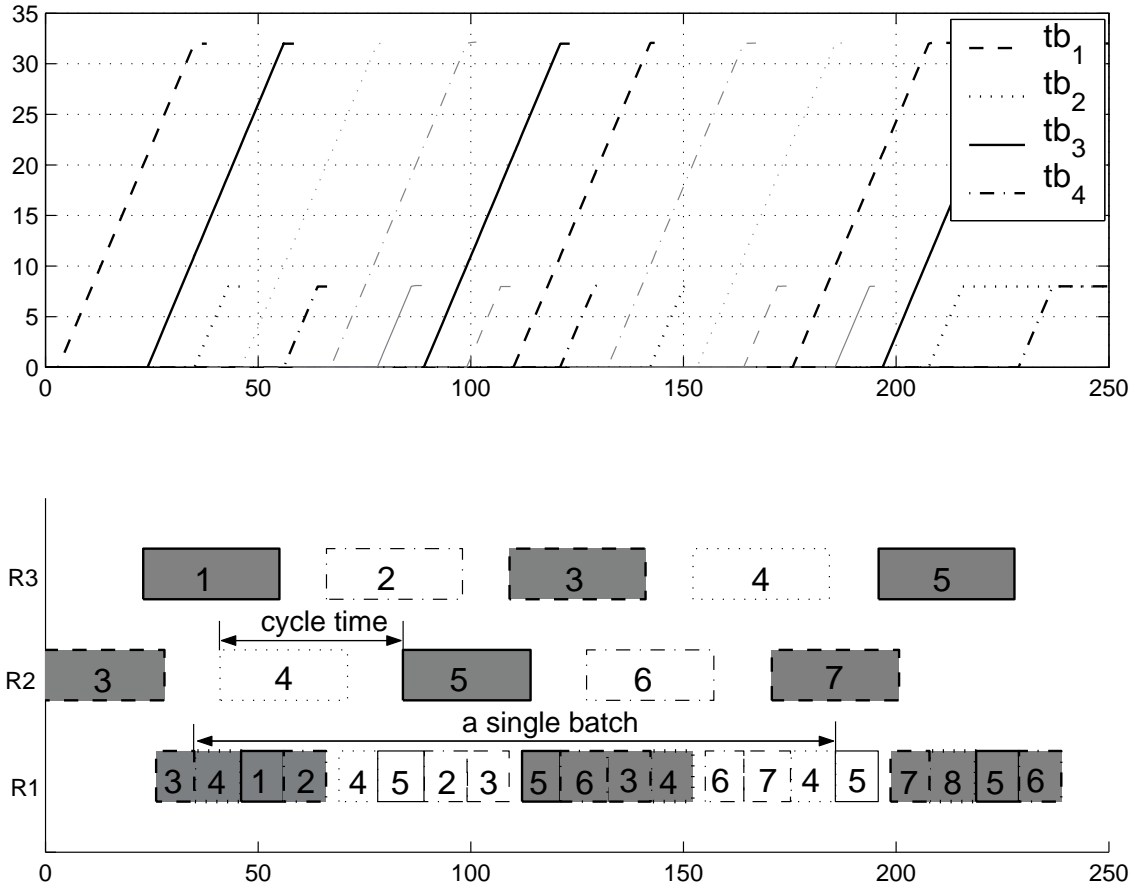 35
30
25
20
15
10
5
0
0 50 100 150 200 250
tb1
tb2
tb3
tb4
R3 1 2 3 4 5
cycle time
R2 3 4 5 6 7
a single batch
R1 3 4 1 2 4 5 2 3 5 6 3 4 6 7 4 5 7 8 5 6
0 50 100 150 200 250